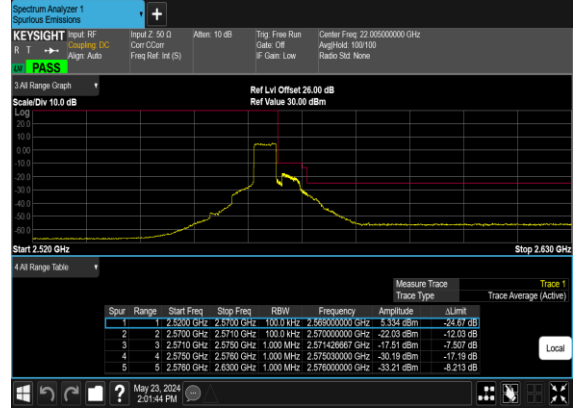 Spectrum Analyzer 1
Spurious Emissions
KEYSIGHT Input: RF Input Z: 50 Ω Atten: 10 dB Trig: Free Run Center Freq: 22.005000000 GHz
R T Coupling: DC Corr CCorr Gate: Off Avg|Hold: 100/100
Align: Auto Freq Ref: Int (S) IF Gain: Low Radio Std: None
PASS
3 All Range Graph
Ref Lvl Offset 26.00 dB
Scale/Div 10.0 dB Ref Value 30.00 dBm
Log
20.0
10.0
0.00
-10.0
-20.0
-30.0
-40.0
-50.0
-60.0
Start 2.520 GHz Stop 2.630 GHz
4 All Range Table
Measure Trace Trace 1
Trace Type Trace Average (Active)
Spur Range Start Freq Stop Freq RBW Frequency Amplitude ΔLimit
1 1 2.5200 GHz 2.5700 GHz 100.0 kHz 2.569000000 GHz 5.334 dBm -24.67 dB
2 2 2.5700 GHz 2.5710 GHz 100.0 kHz 2.570000000 GHz -22.03 dBm -12.03 dB
3 3 2.5710 GHz 2.5750 GHz 1.000 MHz 2.571426667 GHz -17.51 dBm -7.507 dB
4 4 2.5750 GHz 2.5760 GHz 1.000 MHz 2.575030000 GHz -30.19 dBm -17.19 dB
5 5 2.5760 GHz 2.6300 GHz 1.000 MHz 2.576000000 GHz -33.21 dBm -8.213 dB
Local
May 23, 2024
2:01:44 PM